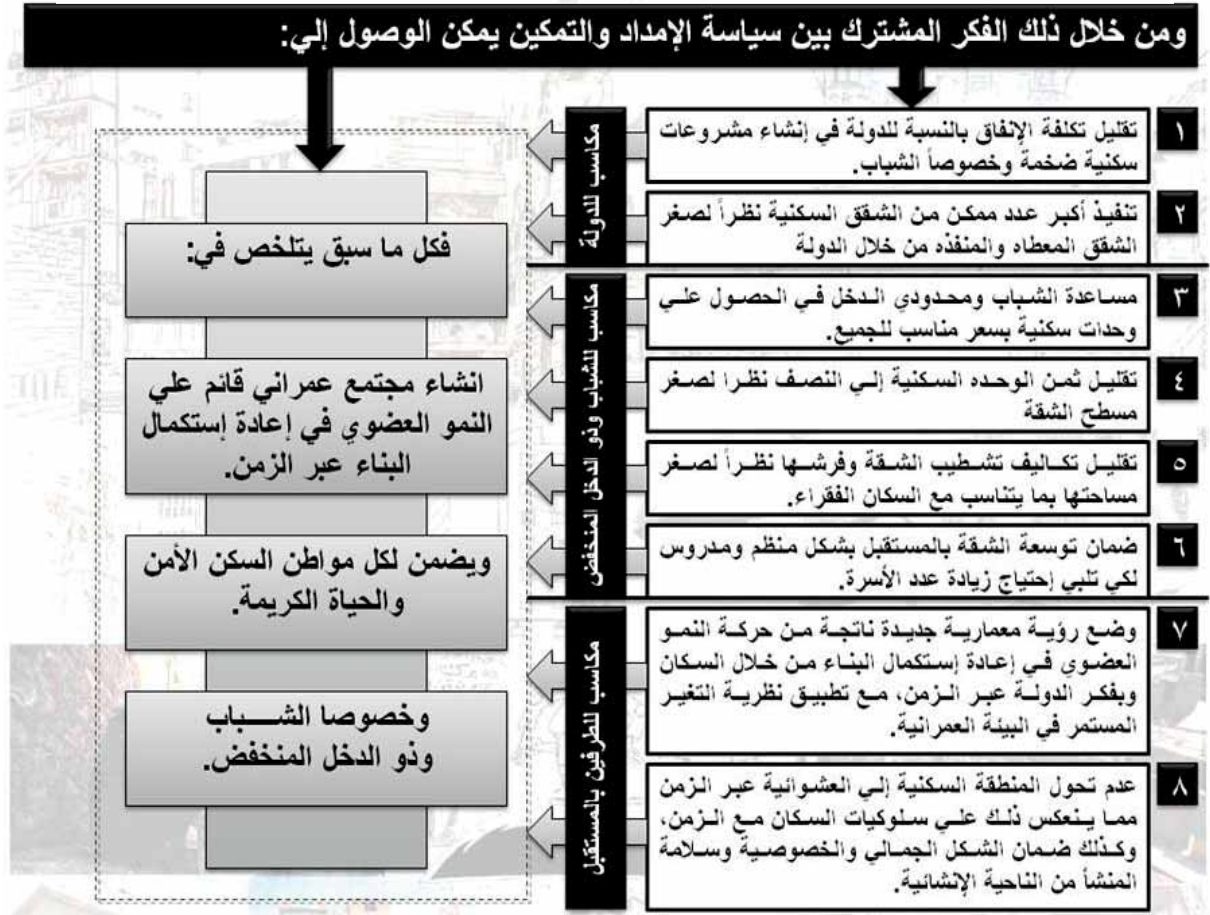 ومن خلال ذلك الفكر المشترك بين سياسة الإمداد والتمكين يمكن الوصول إلي:
مكاسب للدولة
١
تقليل تكلفة الإنفاق بالنسبة للدولة في إنشاء مشروعات
سكنية ضخمة وخصوصاً الشباب.
٢
تنفيذ أكبر عدد ممكن من الشقق السكنية نظراً لصغر
الشقق المعطاه والمنفذه من خلال الدولة
مكاسب للشباب وذو الدخل المنخفض
٣
مساعدة الشباب ومحدودي الدخل في الحصول علي
وحدات سكنية بسعر مناسب للجميع.
٤
تقليل ثمن الوحده السكنية إلي النصف نظرا لصغر
مسطح الشقة
٥
تقليل تكاليف تشطيب الشقة وفرشها نظراً لصغر
مساحتها بما يتناسب مع السكان الفقراء.
٦
ضمان توسعة الشقة بالمستقبل بشكل منظم ومدروس
لكي تلبي إحتياج زيادة عدد الأسرة.
مكاسب للطرفين بالمستقبل
٧
وضع رؤية معمارية جديدة ناتجة من حركة النمو
العضوي في إعادة إستكمال البناء من خلال السكان
وبفكر الدولة عبر الزمن، مع تطبيق نظرية التغير
المستمر في البيئة العمرانية.
٨
عدم تحول المنطقة السكنية إلي العشوائية عبر الزمن
مما ينعكس ذلك علي سلوكيات السكان مع الزمن،
وكذلك ضمان الشكل الجمالي والخصوصية وسلامة
المنشأ من الناحية الإنشائية.
فكل ما سبق يتلخص في:
انشاء مجتمع عمراني قائم علي
النمو العضوي في إعادة إستكمال
البناء عبر الزمن.
ويضمن لكل مواطن السكن الأمن
والحياة الكريمة.
وخصوصا الشباب
وذو الدخل المنخفض.